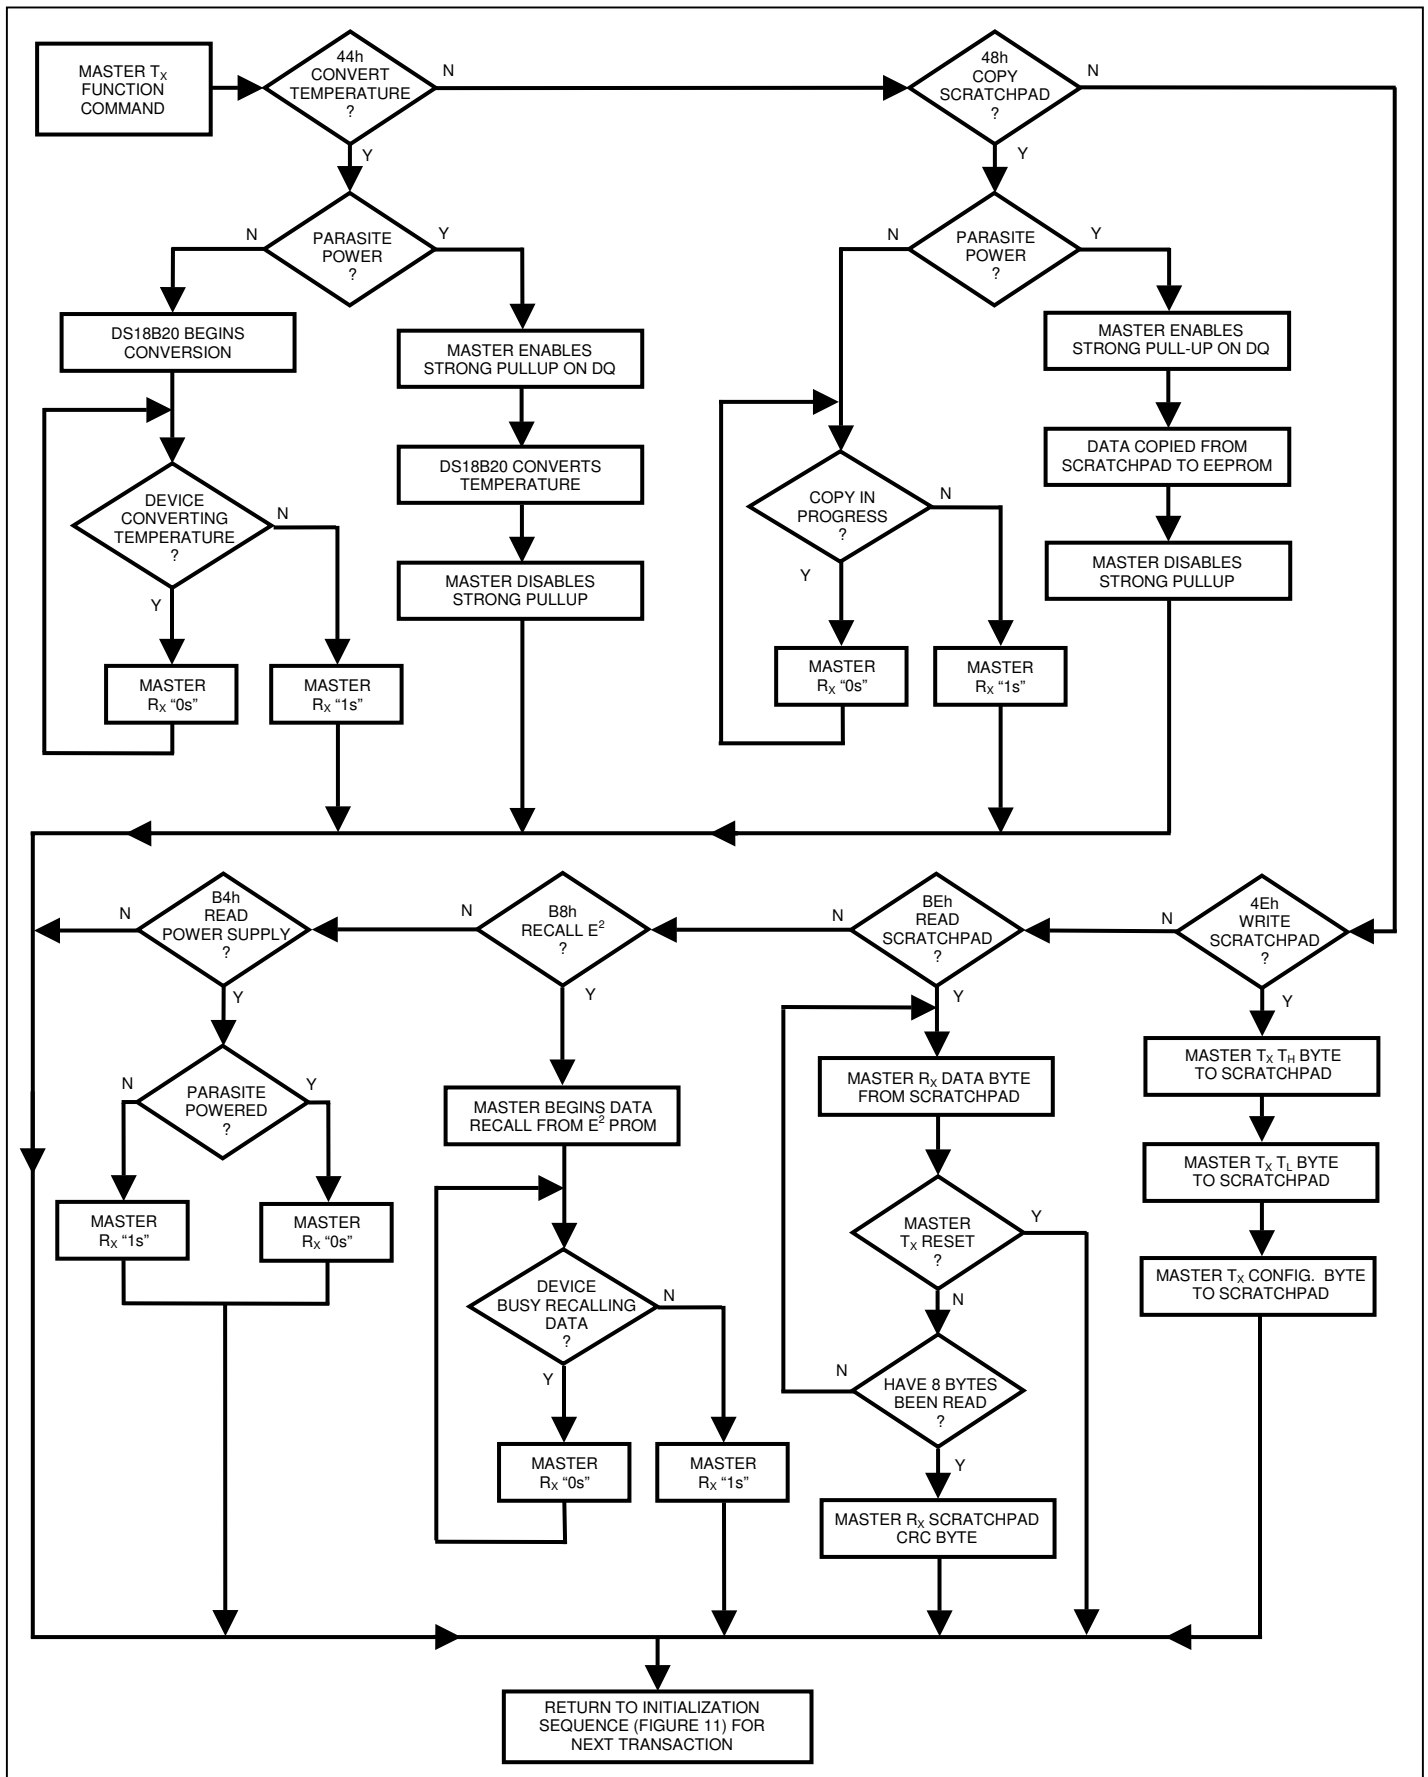 MASTER TX
FUNCTION
COMMAND
44h
CONVERT
TEMPERATURE
?
N
Y
48h
COPY
SCRATCHPAD
?
N
Y
PARASITE
POWER
?
N
Y
DS18B20 BEGINS
CONVERSION
MASTER ENABLES
STRONG PULLUP ON DQ
DS18B20 CONVERTS
TEMPERATURE
MASTER DISABLES
STRONG PULLUP
DEVICE
CONVERTING
TEMPERATURE
?
N
Y
MASTER
RX “0s”
MASTER
RX “1s”
PARASITE
POWER
?
N
Y
MASTER ENABLES
STRONG PULL-UP ON DQ
DATA COPIED FROM
SCRATCHPAD TO EEPROM
MASTER DISABLES
STRONG PULLUP
COPY IN
PROGRESS
?
N
Y
MASTER
RX “0s”
MASTER
RX “1s”
B4h
READ
POWER SUPPLY
?
N
Y
PARASITE
POWERED
?
N
Y
MASTER
RX “1s”
MASTER
RX “0s”
B8h
RECALL E2
?
N
Y
MASTER BEGINS DATA
RECALL FROM E2 PROM
DEVICE
BUSY RECALLING
DATA
?
N
Y
MASTER
RX “0s”
MASTER
RX “1s”
BEh
READ
SCRATCHPAD
?
N
Y
MASTER RX DATA BYTE
FROM SCRATCHPAD
MASTER
TX RESET
?
Y
N
HAVE 8 BYTES
BEEN READ
?
N
Y
MASTER RX SCRATCHPAD
CRC BYTE
4Eh
WRITE
SCRATCHPAD
?
N
Y
MASTER TX TH BYTE
TO SCRATCHPAD
MASTER TX TL BYTE
TO SCRATCHPAD
MASTER TX CONFIG. BYTE
TO SCRATCHPAD
RETURN TO INITIALIZATION
SEQUENCE (FIGURE 11) FOR
NEXT TRANSACTION